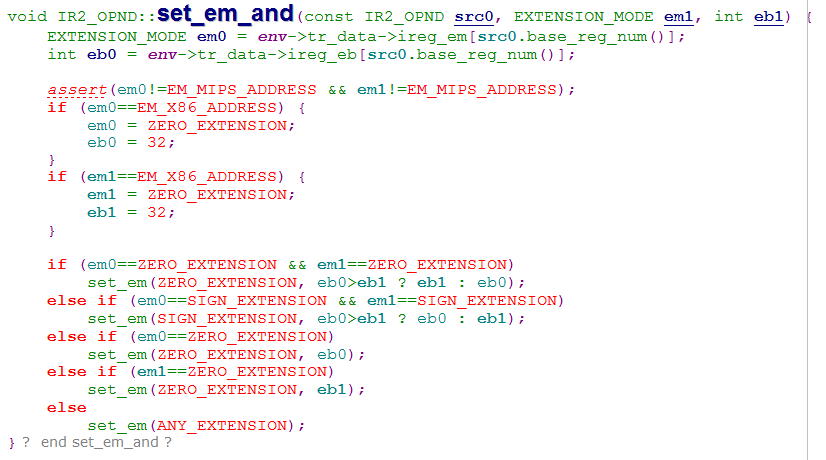 void IR2_OPND::set_em_and(const IR2_OPND src0, EXTENSION_MODE em1, int eb1) {
    EXTENSION_MODE em0 = env->tr_data->ireg_em[src0.base_reg_num()];
    int eb0 = env->tr_data->ireg_eb[src0.base_reg_num()];

    assert(em0!=EM_MIPS_ADDRESS && em1!=EM_MIPS_ADDRESS);
    if (em0==EM_X86_ADDRESS) {
        em0 = ZERO_EXTENSION;
        eb0 = 32;
    }
    if (em1==EM_X86_ADDRESS) {
        em1 = ZERO_EXTENSION;
        eb1 = 32;
    }

    if (em0==ZERO_EXTENSION && em1==ZERO_EXTENSION)
        set_em(ZERO_EXTENSION, eb0>eb1 ? eb1 : eb0);
    else if (em0==SIGN_EXTENSION && em1==SIGN_EXTENSION)
        set_em(SIGN_EXTENSION, eb0>eb1 ? eb0 : eb1);
    else if (em0==ZERO_EXTENSION)
        set_em(ZERO_EXTENSION, eb0);
    else if (em1==ZERO_EXTENSION)
        set_em(ZERO_EXTENSION, eb1);
    else
        set_em(ANY_EXTENSION);
} ? end set_em_and ?